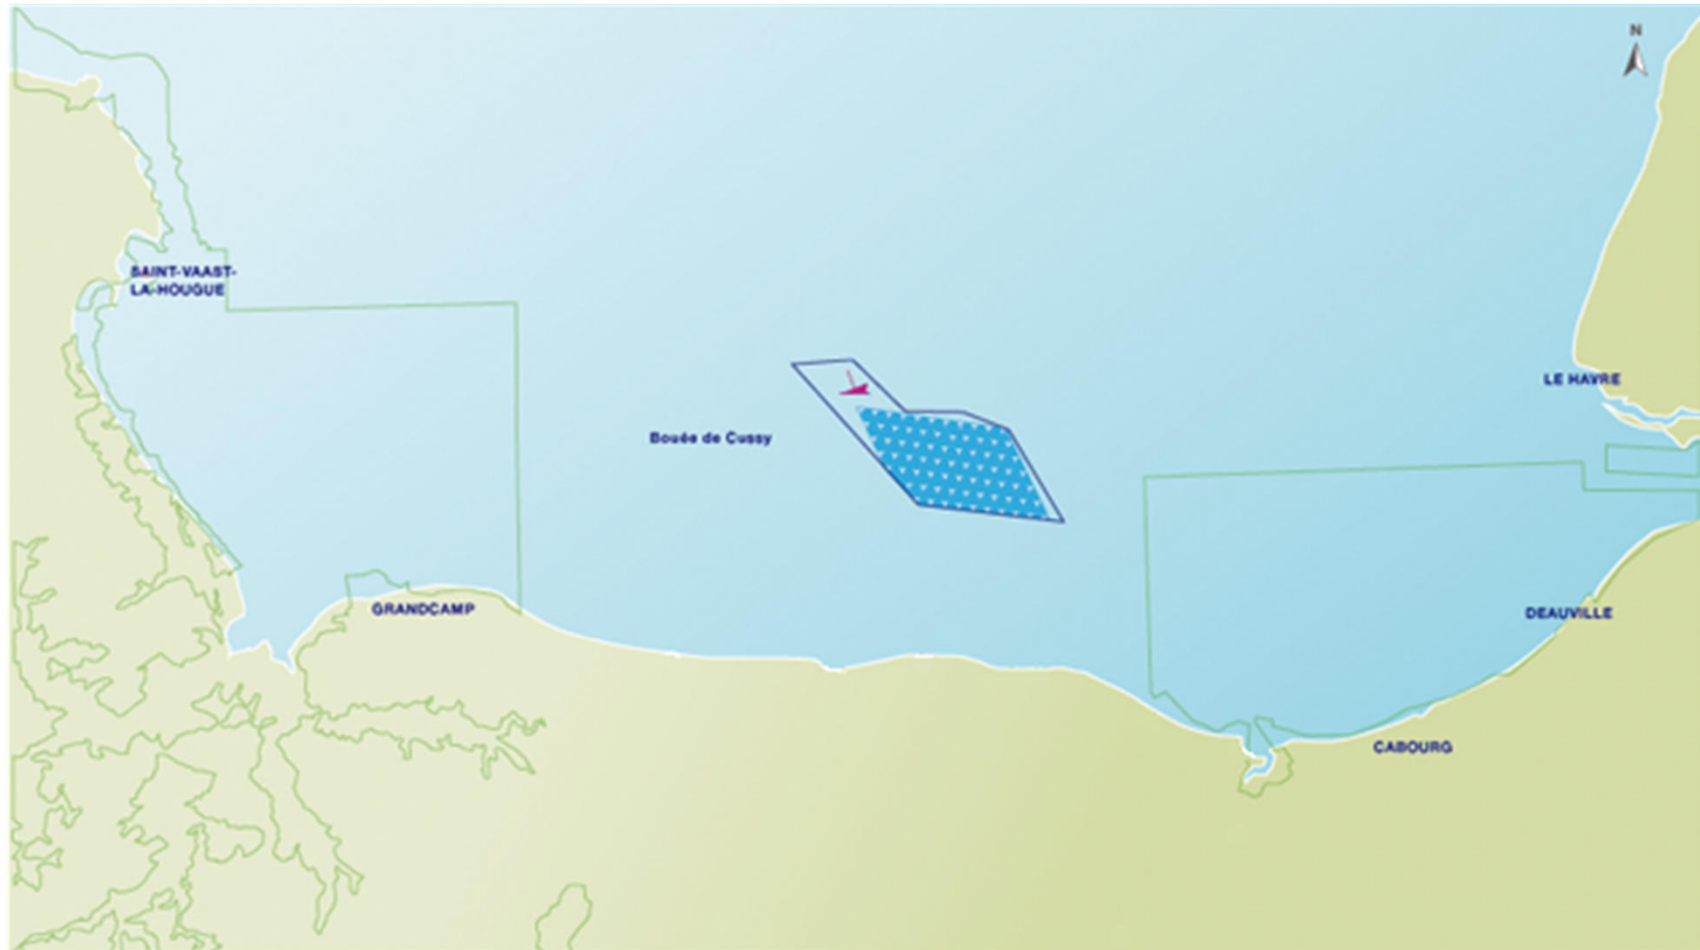 N
SAINT-VAAST-
LA-HOUGUE
LE HAVRE
Bouée de Cussy
GRANDCAMP
DEAUVILLE
CABOURG